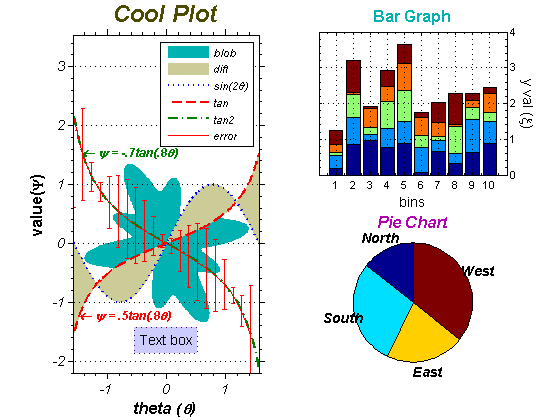 Cool Plot
value(Ψ)
3
2
1
0
-1
-2
-1
0
1
theta (θ)
blob
dift
sin(2θ)
tan
tan2
error
← ψ = -.7tan(.8θ)
← ψ = .5tan(.8θ)
Text box
Bar Graph
4
3
2
1
0
y val (ξ)
1 2 3 4 5 6 7 8 9 10
bins
Pie Chart
North
West
South
East